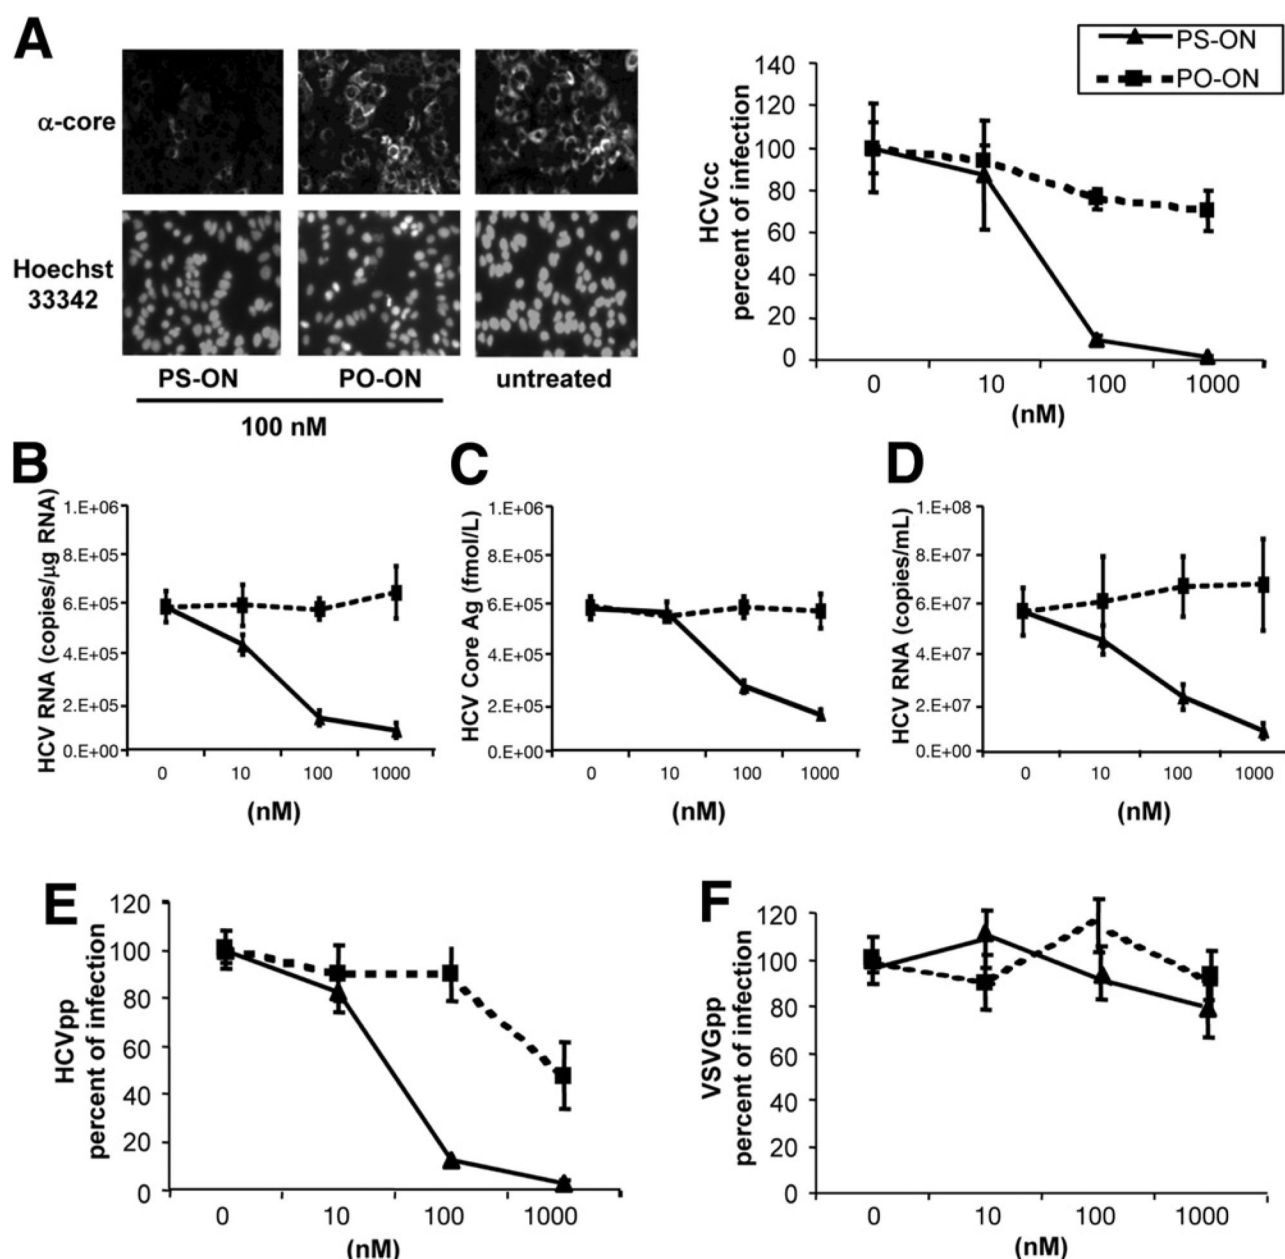 A
α-core
Hoechst
33342
PS-ON
PO-ON
untreated
100 nM
PS-ON
PO-ON
HCVcc
percent of infection
140
120
100
80
60
40
20
0
0
10
100
1000
(nM)
B
HCV RNA (copies/µg RNA)
1.E+06
8.E+05
6.E+05
4.E+05
2.E+05
0.E+00
0
10
100
1000
(nM)
C
HCV Core Ag (fmol/L)
1.E+06
8.E+05
6.E+05
4.E+05
2.E+05
0.E+00
0
10
100
1000
(nM)
D
HCV RNA (copies/mL)
1.E+08
8.E+07
6.E+07
4.E+07
2.E+07
0.E+00
0
10
100
1000
(nM)
E
HCVpp
percent of infection
120
100
80
60
40
20
0
0
10
100
1000
(nM)
F
VSVGpp
percent of infection
120
100
80
60
40
20
0
0
10
100
1000
(nM)